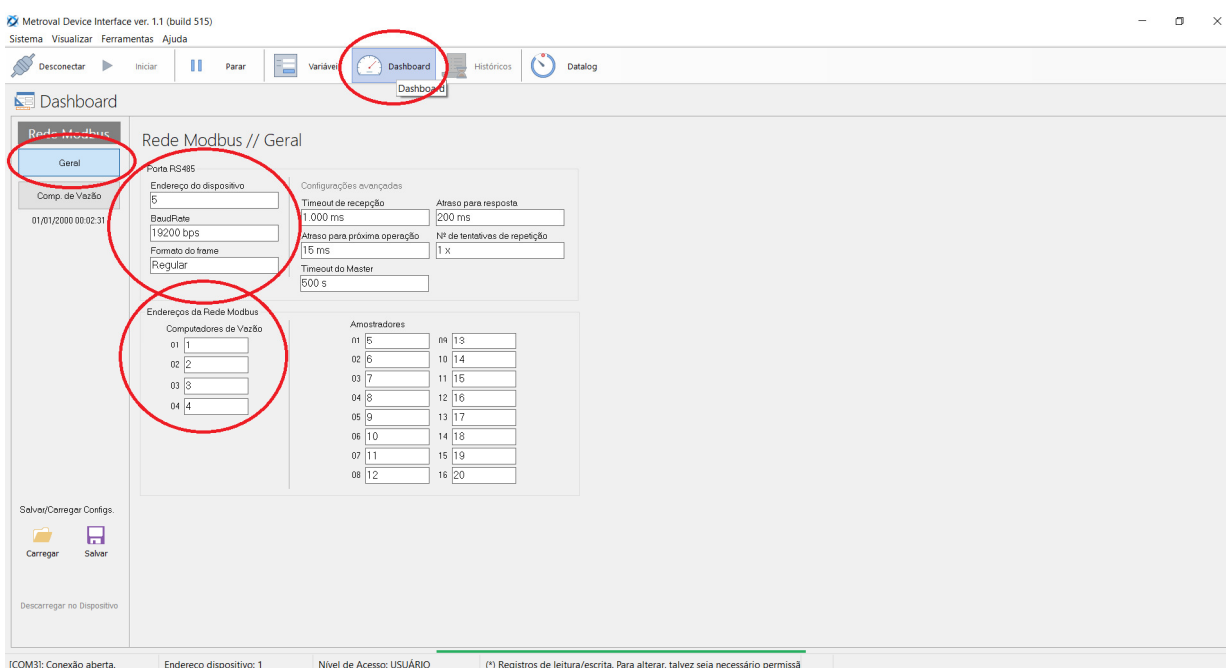 Metroval Device Interface ver. 1.1 (build 515)
Sistema Visualizar Ferramentas Ajuda
Desconectar Iniciar Parar Variávei Dashboard Históricos Datalog
Dashboard
Dashboard
Rede Modbus
Geral
Comp. de Vazão
01/01/2000 00:02:31
Rede Modbus // Geral
Porta RS485
Endereço do dispositivo
5
BaudRate
19200 bps
Formato do frame
Regular
Configurações avançadas
Timeout de recepção Atraso para resposta
1.000 ms 200 ms
Atraso para próxima operação Nº de tentativas de repetição
15 ms 1 x
Timeout do Master
500 s
Endereços da Rede Modbus
Computadores de Vazão
01 1
02 2
03 3
04 4
Amostradores
01 5 09 13
02 6 10 14
03 7 11 15
04 8 12 16
05 9 13 17
06 10 14 18
07 11 15 19
08 12 16 20
Salvar/Carregar Configs.
Carregar Salvar
Descarregar no Dispositivo
[COM3]: Conexão aberta. Endereço dispositivo: 1 Nível de Acesso: USUÁRIO (*) Registros de leitura/escrita. Para alterar, talvez seja necessário permissã